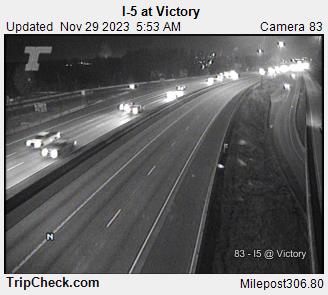 I-5 at Victory
Updated  Nov 29 2023  5:53 AM
Camera 83
T
N
83 - I5 @ Victory
TripCheck.com
Milepost306.80